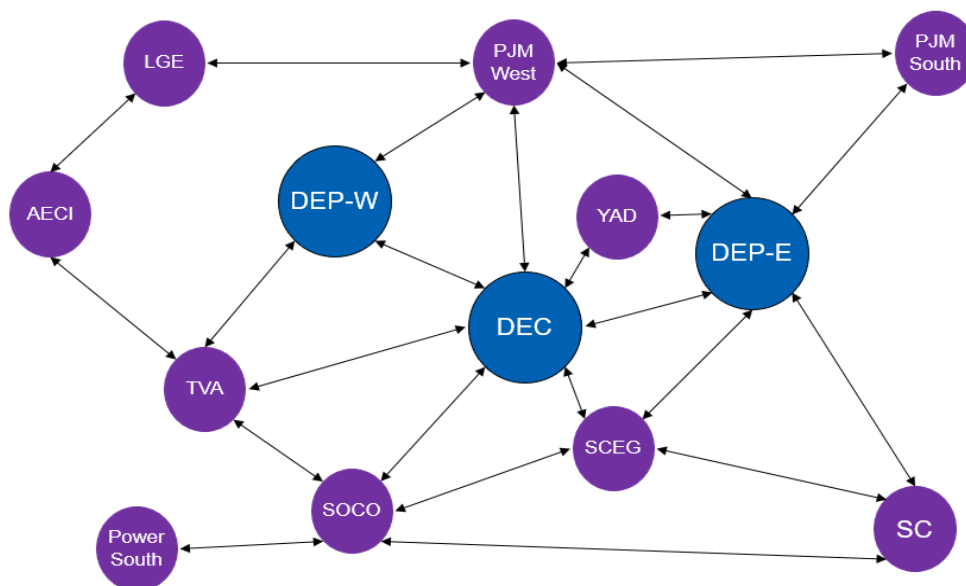 PJM
West
PJM
South
LGE
DEP-W
YAD
AECI
DEP-E
DEC
TVA
SCEG
SOCO
SC
Power
South